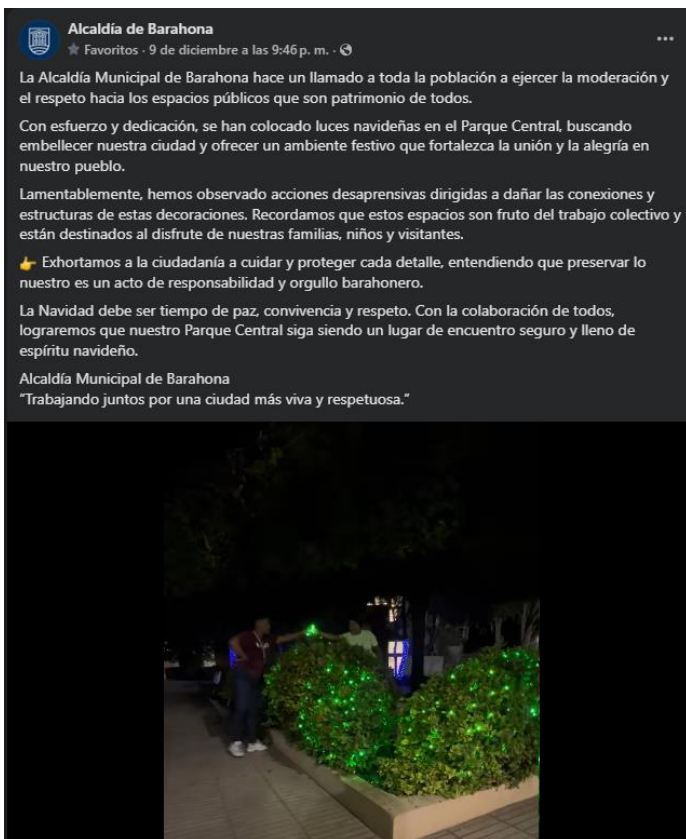 Alcaldía de Barahona
Favoritos · 9 de diciembre a las 9:46 p. m. ·
La Alcaldía Municipal de Barahona hace un llamado a toda la población a ejercer la moderación y
el respeto hacia los espacios públicos que son patrimonio de todos.
Con esfuerzo y dedicación, se han colocado luces navideñas en el Parque Central, buscando
embellecer nuestra ciudad y ofrecer un ambiente festivo que fortalezca la unión y la alegría en
nuestro pueblo.
Lamentablemente, hemos observado acciones desaprensivas dirigidas a dañar las conexiones y
estructuras de estas decoraciones. Recordamos que estos espacios son fruto del trabajo colectivo y
están destinados al disfrute de nuestras familias, niños y visitantes.
👉 Exhortamos a la ciudadanía a cuidar y proteger cada detalle, entendiendo que preservar lo
nuestro es un acto de responsabilidad y orgullo barahonero.
La Navidad debe ser tiempo de paz, convivencia y respeto. Con la colaboración de todos,
lograremos que nuestro Parque Central siga siendo un lugar de encuentro seguro y lleno de
espíritu navideño.
Alcaldía Municipal de Barahona
“Trabajando juntos por una ciudad más viva y respetuosa.”